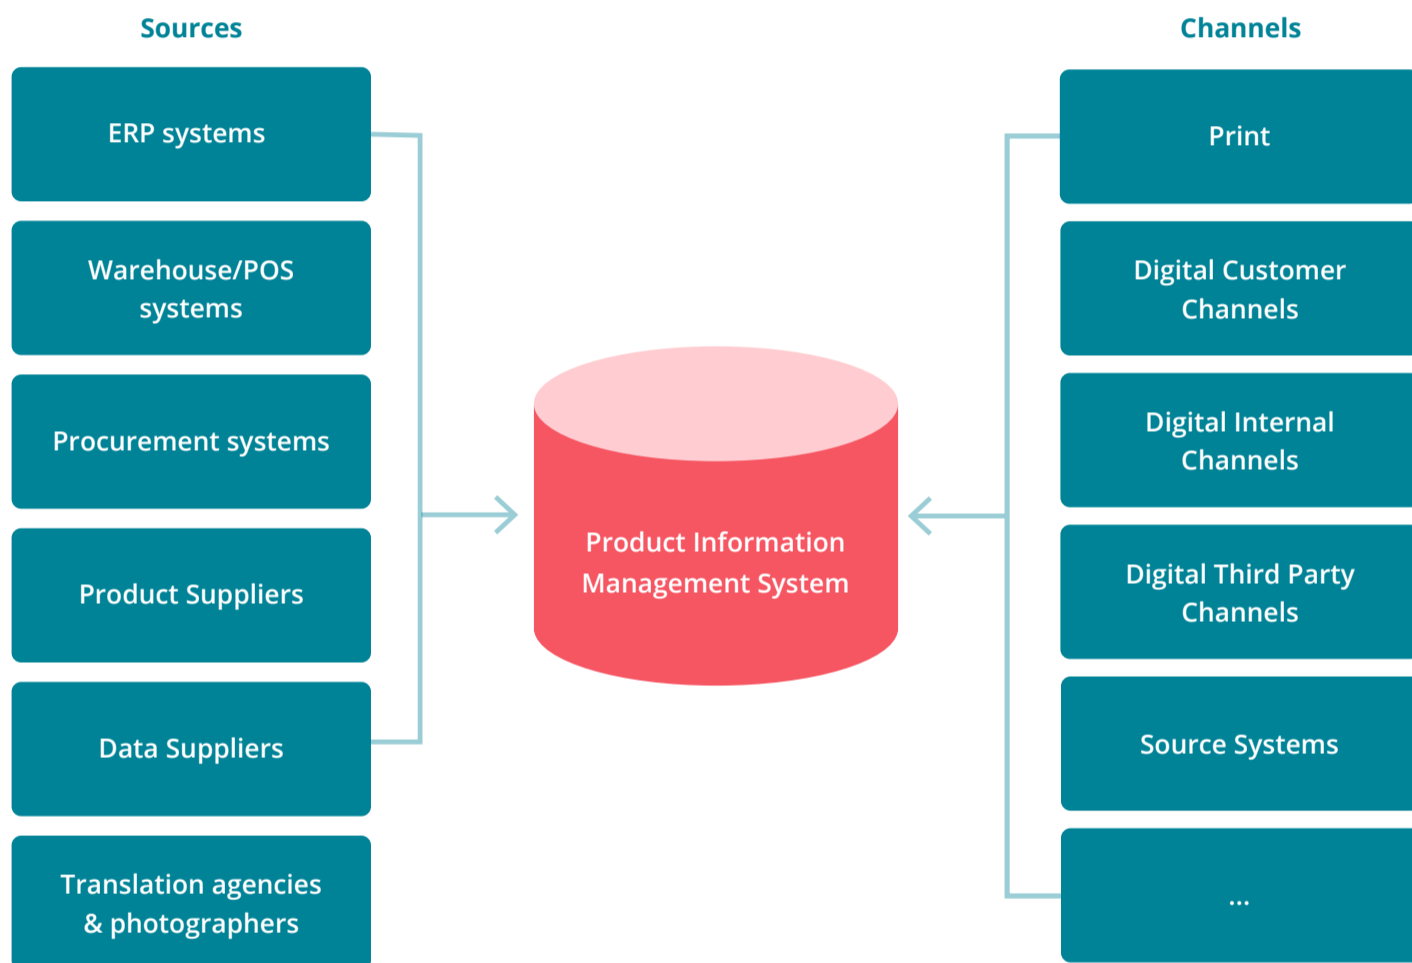 Sources
ERP systems
Warehouse/POS
systems
Procurement systems
Product Suppliers
Data Suppliers
Translation agencies
& photographers
Product Information
Management System
Channels
Print
Digital Customer
Channels
Digital Internal
Channels
Digital Third Party
Channels
Source Systems
...